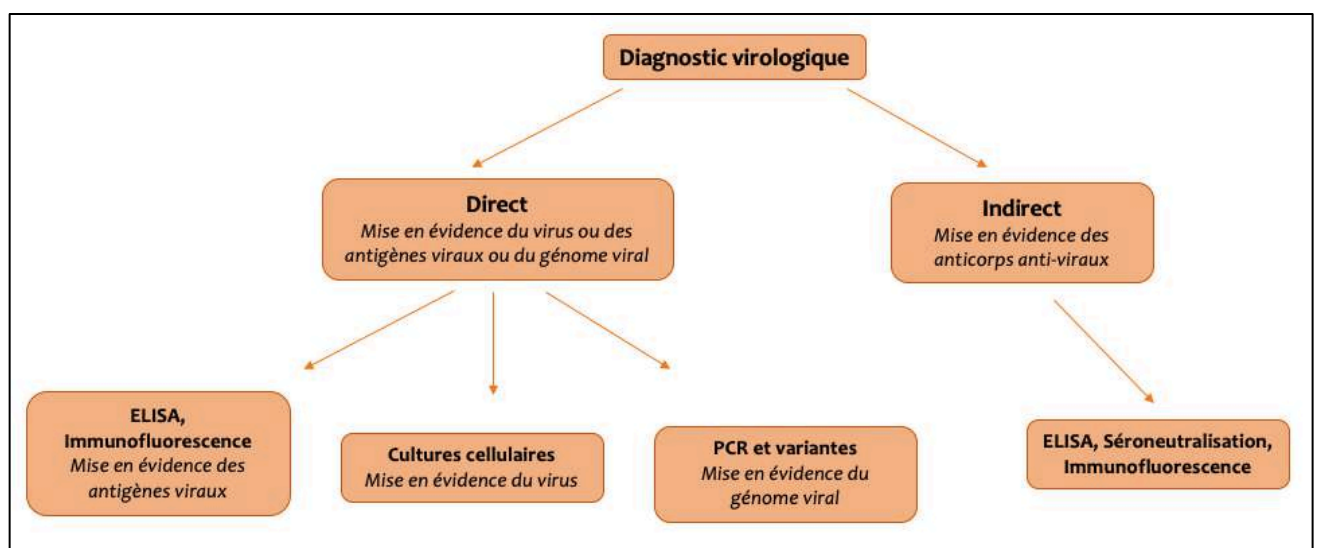 Diagnostic virologique
Direct
Mise en évidence du virus ou des
antigènes viraux ou du génome viral
Indirect
Mise en évidence des
anticorps anti-viraux
ELISA,
Immunofluorescence
Mise en évidence des
antigènes viraux
Cultures cellulaires
Mise en évidence du virus
PCR et variantes
Mise en évidence du
génome viral
ELISA, Séroneutralisation,
Immunofluorescence